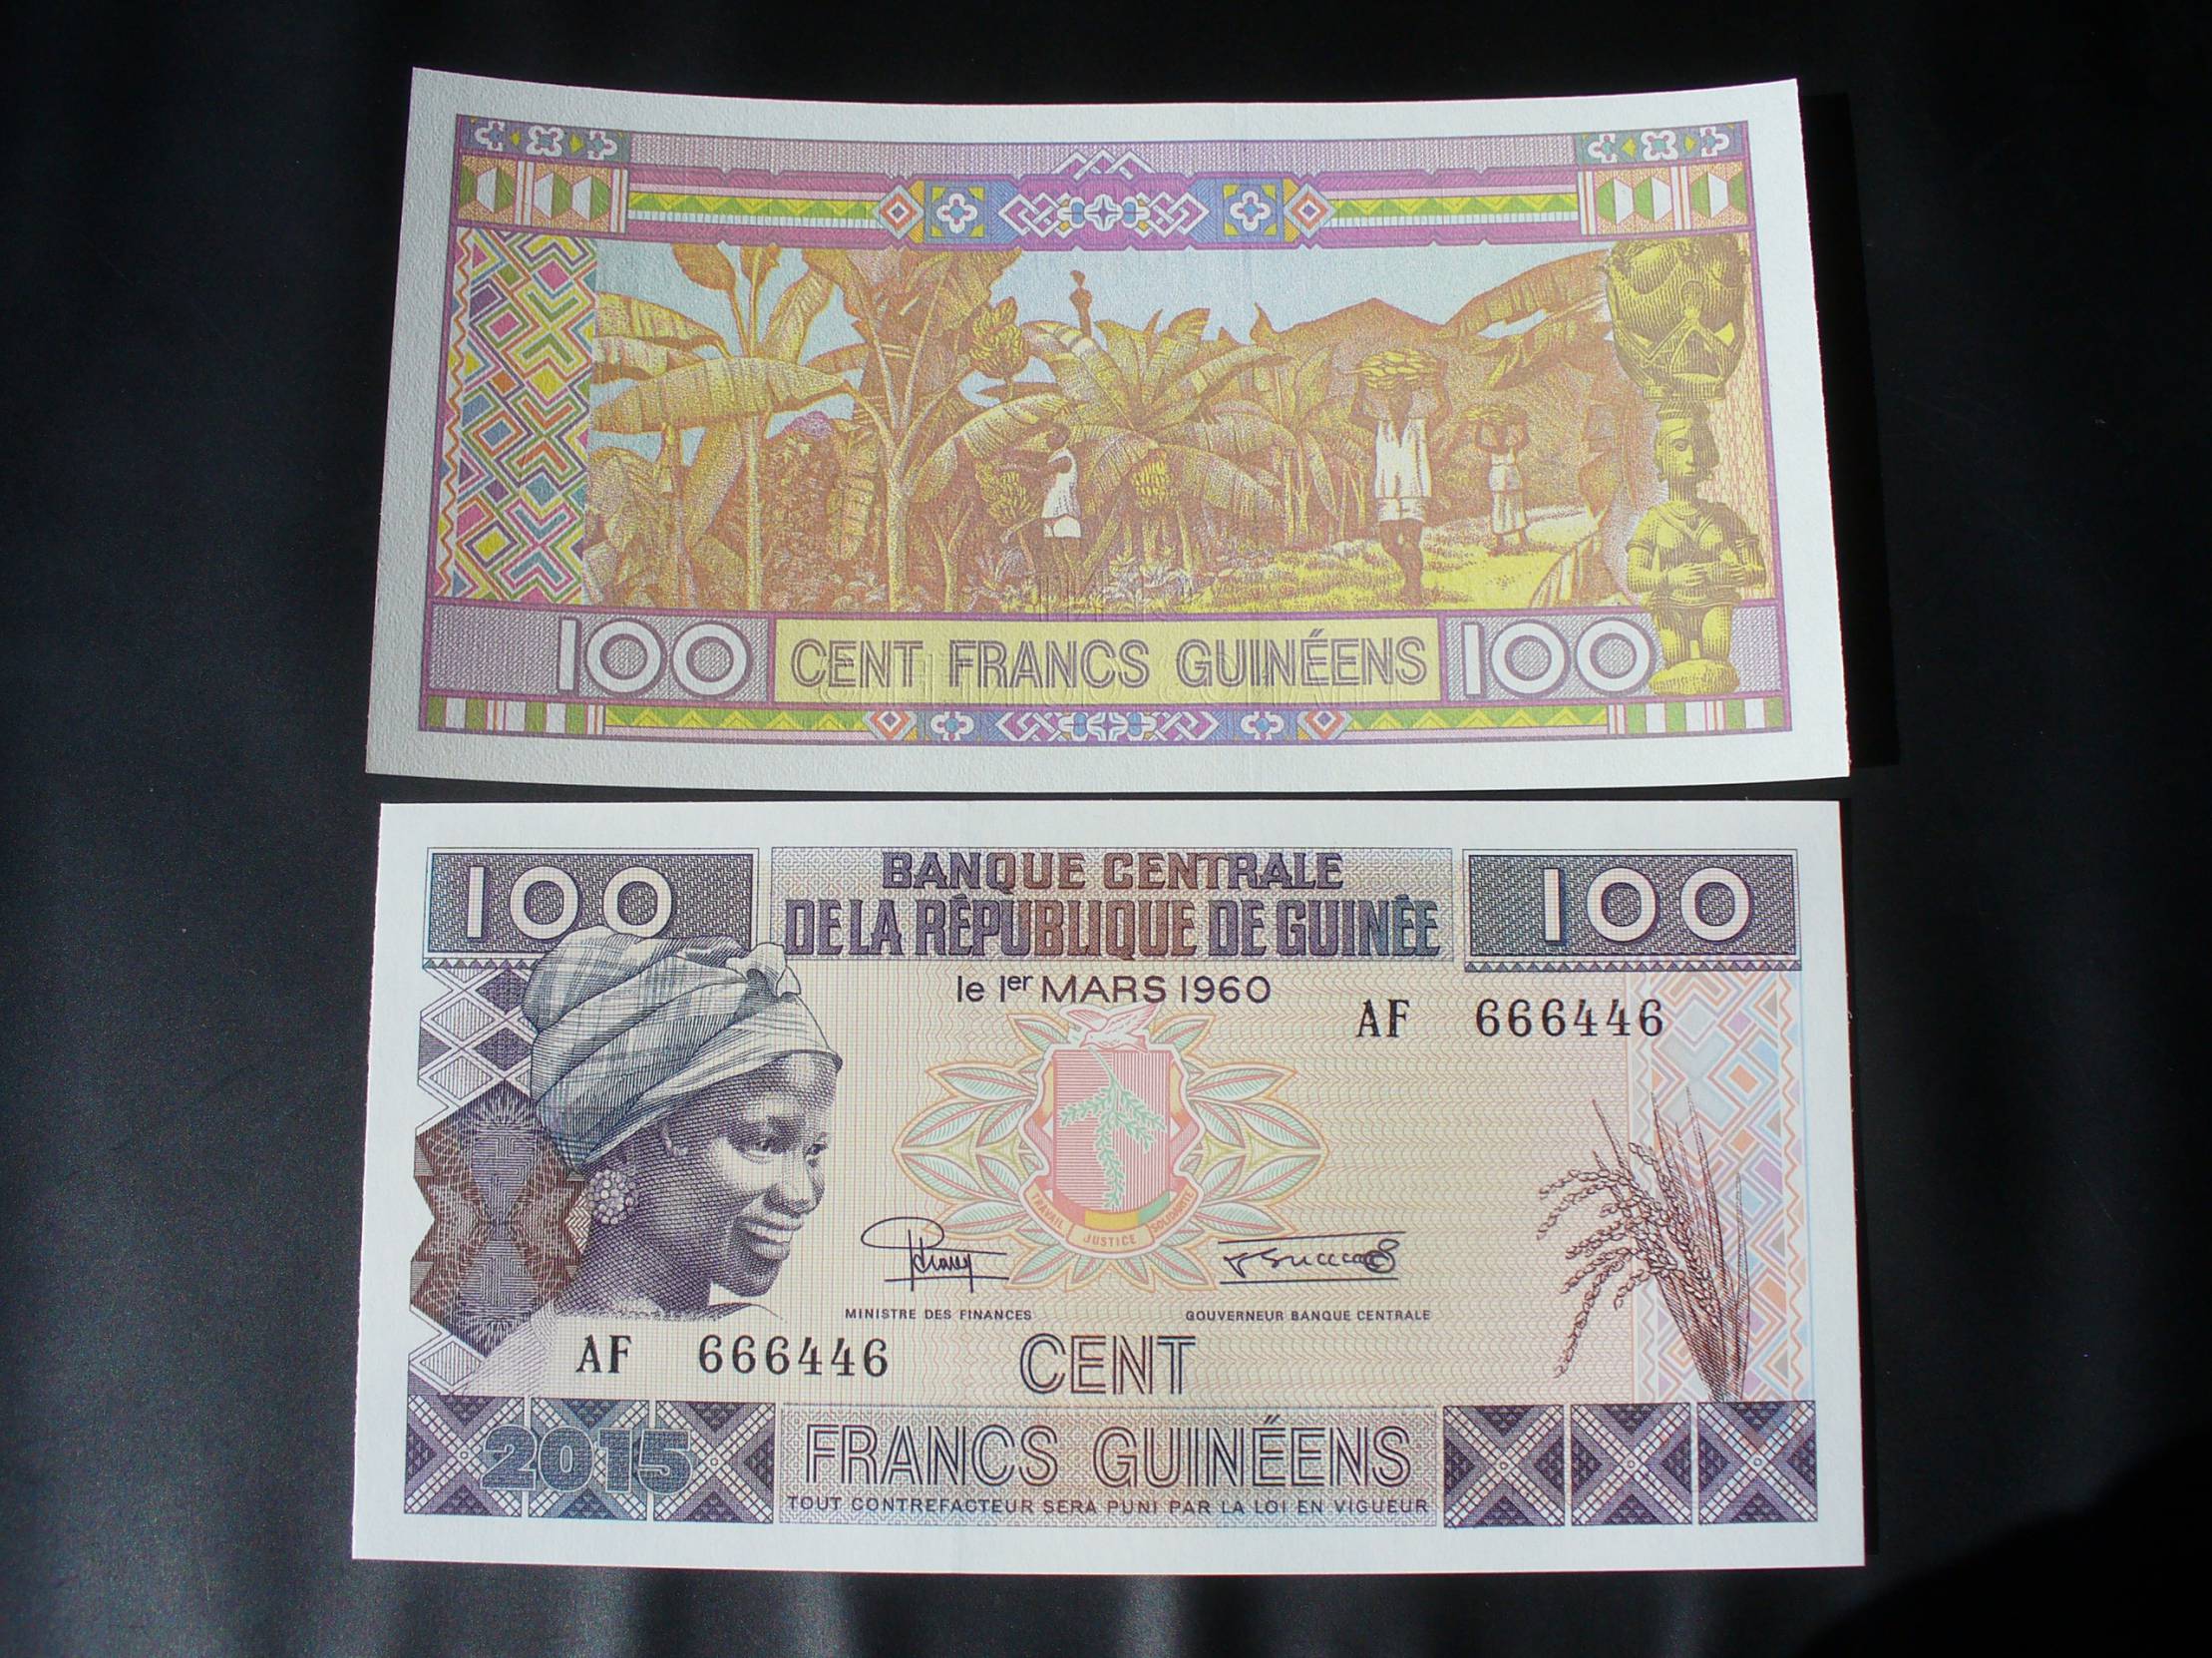 100 CENT FRANCS GUINÉENS 100
100 BANQUE CENTRALE 100
DE LA RÉPUBLIQUE DE GUINÉE
le 1er MARS 1960
AF 666446
TRAVAIL JUSTICE SOLIDARITÉ
MINISTRE DES FINANCES GOUVERNEUR BANQUE CENTRALE
AF 666446 CENT
2015 FRANCS GUINÉENS
TOUT CONTREFACTEUR SERA PUNI PAR LA LOI EN VIGUEUR